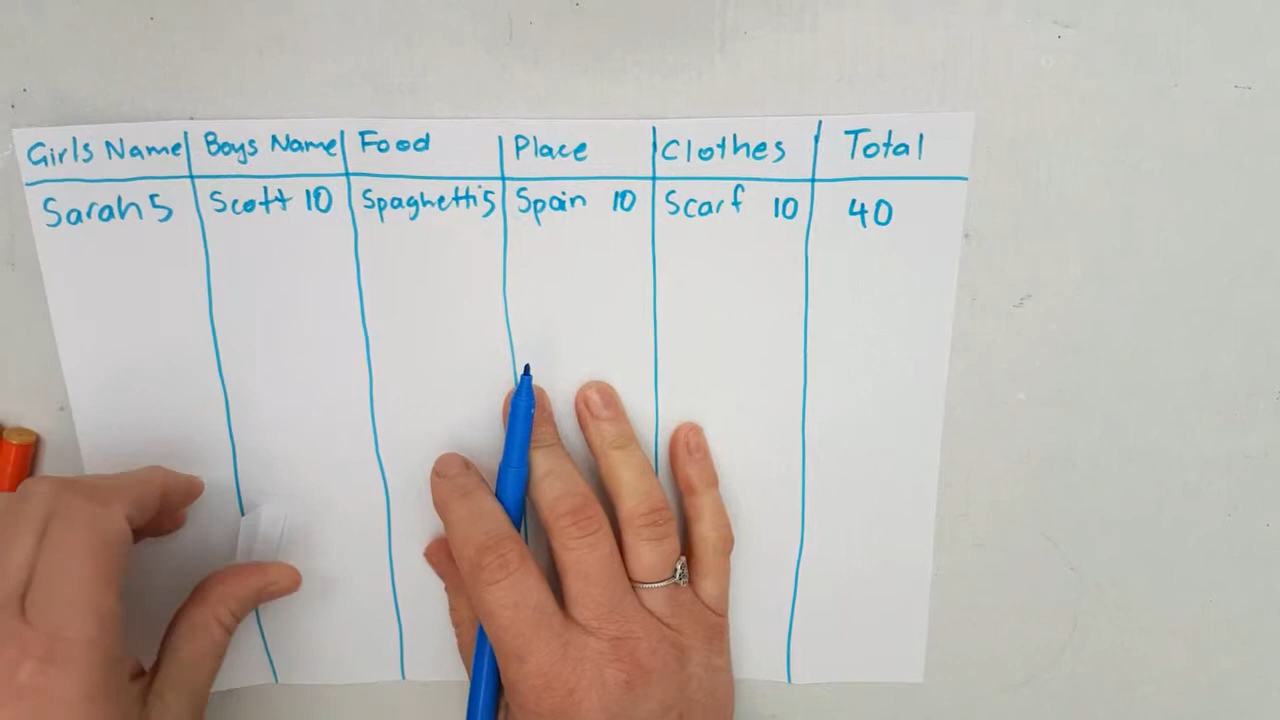 Girls Name Boys Name Food Place Clothes Total
Sarah 5 Scott 10 Spaghetti 5 Spain 10 Scarf 10 40